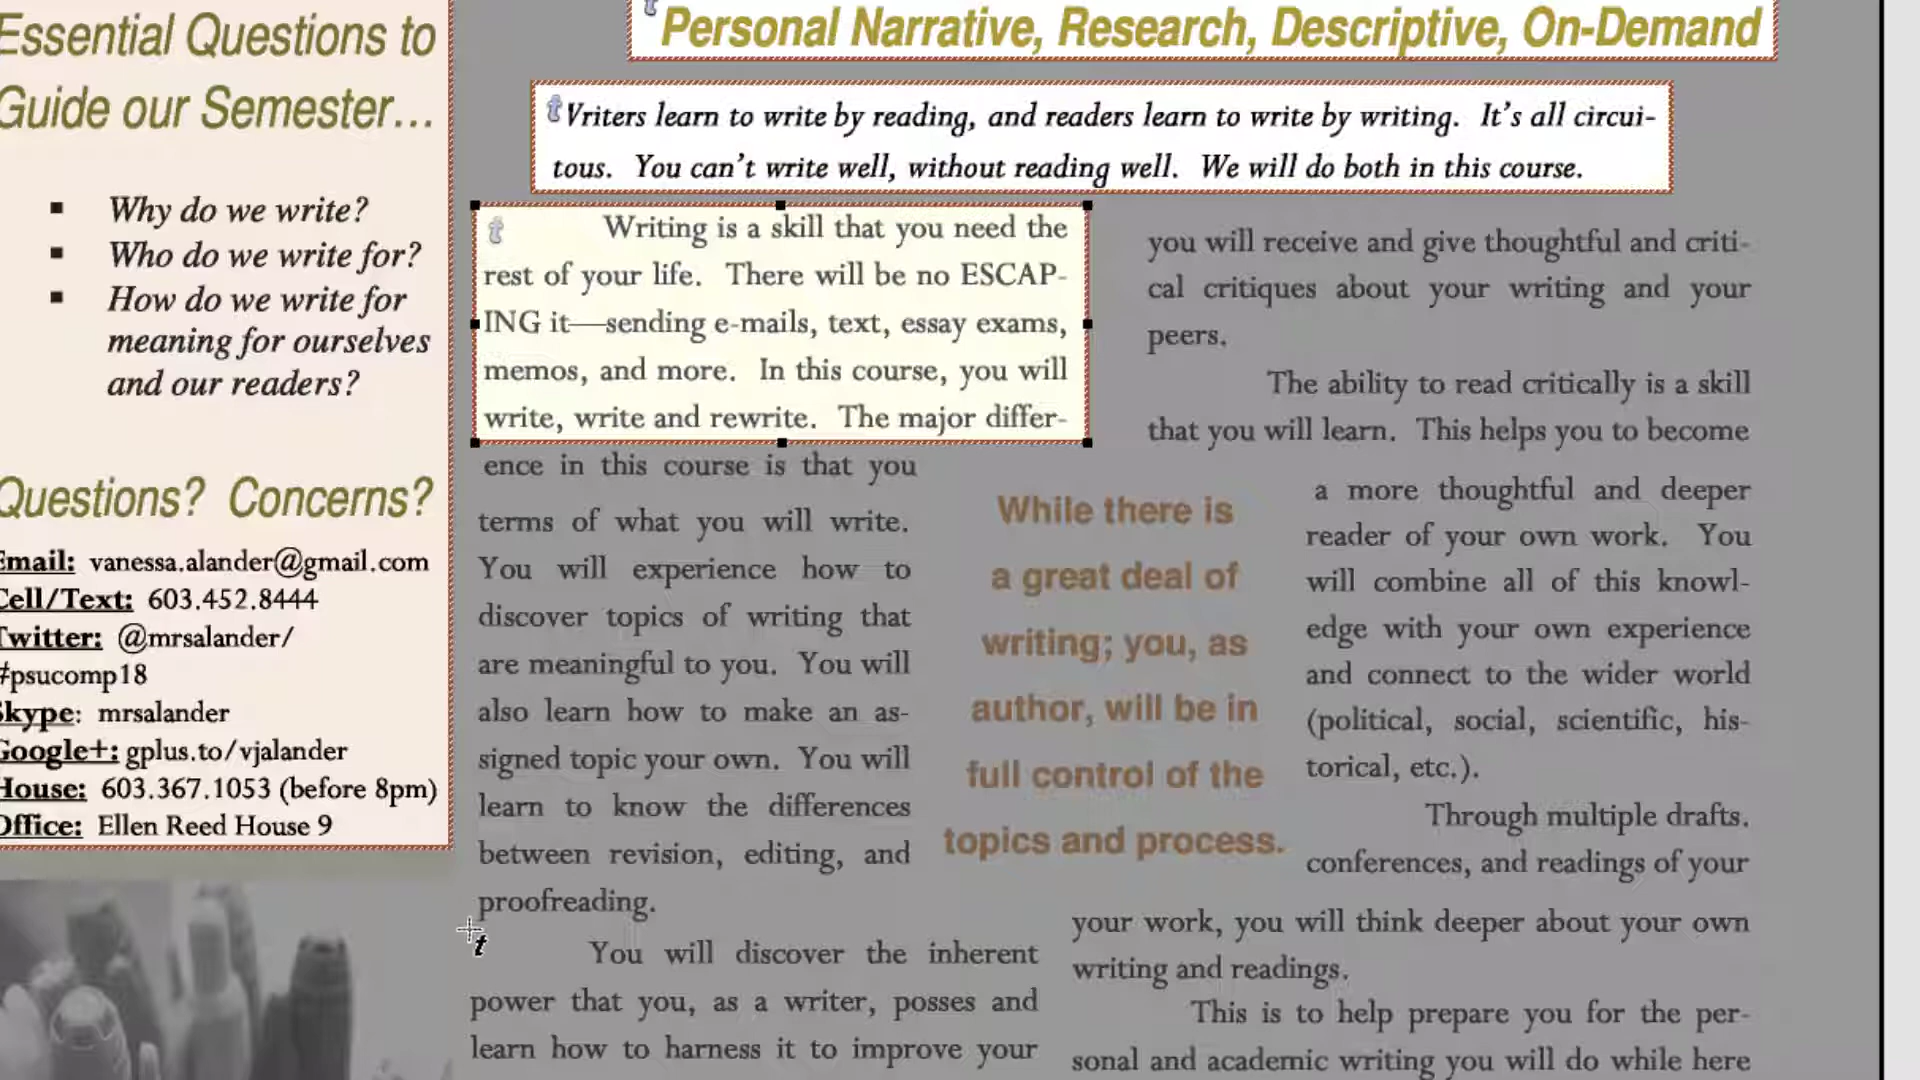 Essential Questions to
Guide our Semester…
▪ Why do we write?
▪ Who do we write for?
▪ How do we write for
meaning for ourselves
and our readers?
Questions?  Concerns?
Email: vanessa.alander@gmail.com
Cell/Text: 603.452.8444
Twitter: @mrsalander/
#psucomp18
Skype: mrsalander
Google+: gplus.to/vjalander
House: 603.367.1053 (before 8pm)
Office: Ellen Reed House 9
Personal Narrative, Research, Descriptive, On-Demand
Writers learn to write by reading, and readers learn to write by writing.  It's all circui-
tous.  You can't write well, without reading well.  We will do both in this course.
Writing is a skill that you need the
rest of your life.  There will be no ESCAP-
ING it—sending e-mails, text, essay exams,
memos, and more.  In this course, you will
write, write and rewrite.  The major differ-
ence in this course is that you
terms of what you will write.
You will experience how to
discover topics of writing that
are meaningful to you.  You will
also learn how to make an as-
signed topic your own.  You will
learn to know the differences
between revision, editing, and
proofreading.
You will discover the inherent
power that you, as a writer, posses and
learn how to harness it to improve your
While there is
a great deal of
writing; you, as
author, will be in
full control of the
topics and process.
you will receive and give thoughtful and criti-
cal critiques about your writing and your
peers.
The ability to read critically is a skill
that you will learn.  This helps you to become
a more thoughtful and deeper
reader of your own work.  You
will combine all of this knowl-
edge with your own experience
and connect to the wider world
(political, social, scientific, his-
torical, etc.).
Through multiple drafts.
conferences, and readings of your
your work, you will think deeper about your own
writing and readings.
This is to help prepare you for the per-
sonal and academic writing you will do while here